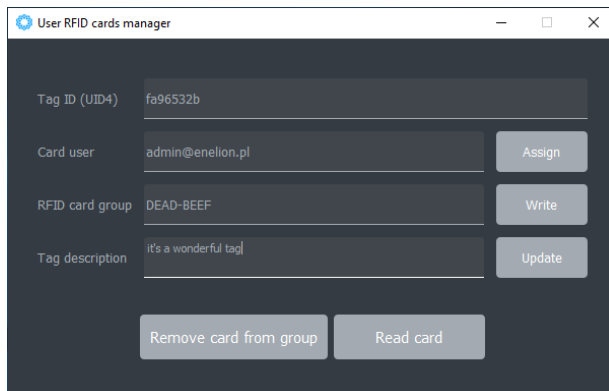 User RFID cards manager
Tag ID (UID4) fa96532b
Card user admin@enelion.pl Assign
RFID card group DEAD-BEEF Write
Tag description it's a wonderful tag Update
Remove card from group Read card